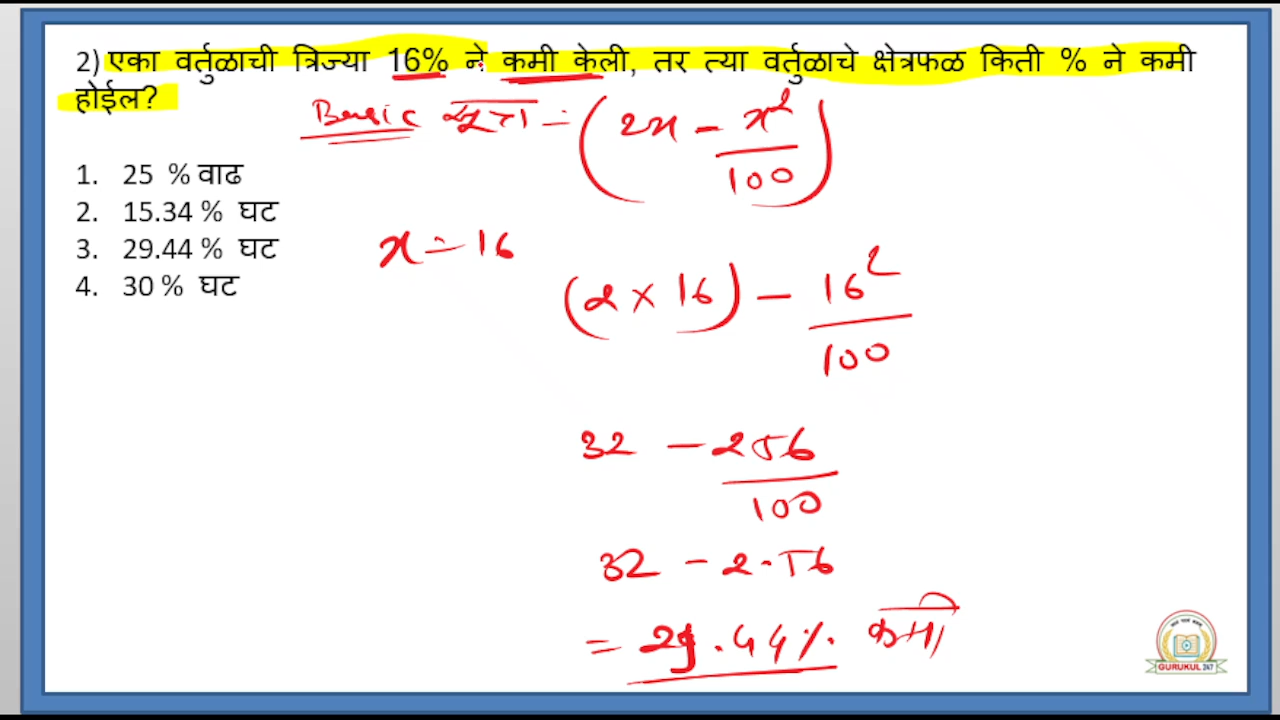 2) एका वर्तुळाची त्रिज्या 16% ने कमी केली, तर त्या वर्तुळाचे क्षेत्रफळ किती % ने कमी
होईल?
Basic सूत्र = (2x - x²/100)
1. 25 % वाढ
2. 15.34 % घट
3. 29.44 % घट
4. 30 % घट
x = 16
(2 × 16) - 16²/100
32 - 256/100
32 - 2.56
= 29.44% कमी
GURUKUL 247